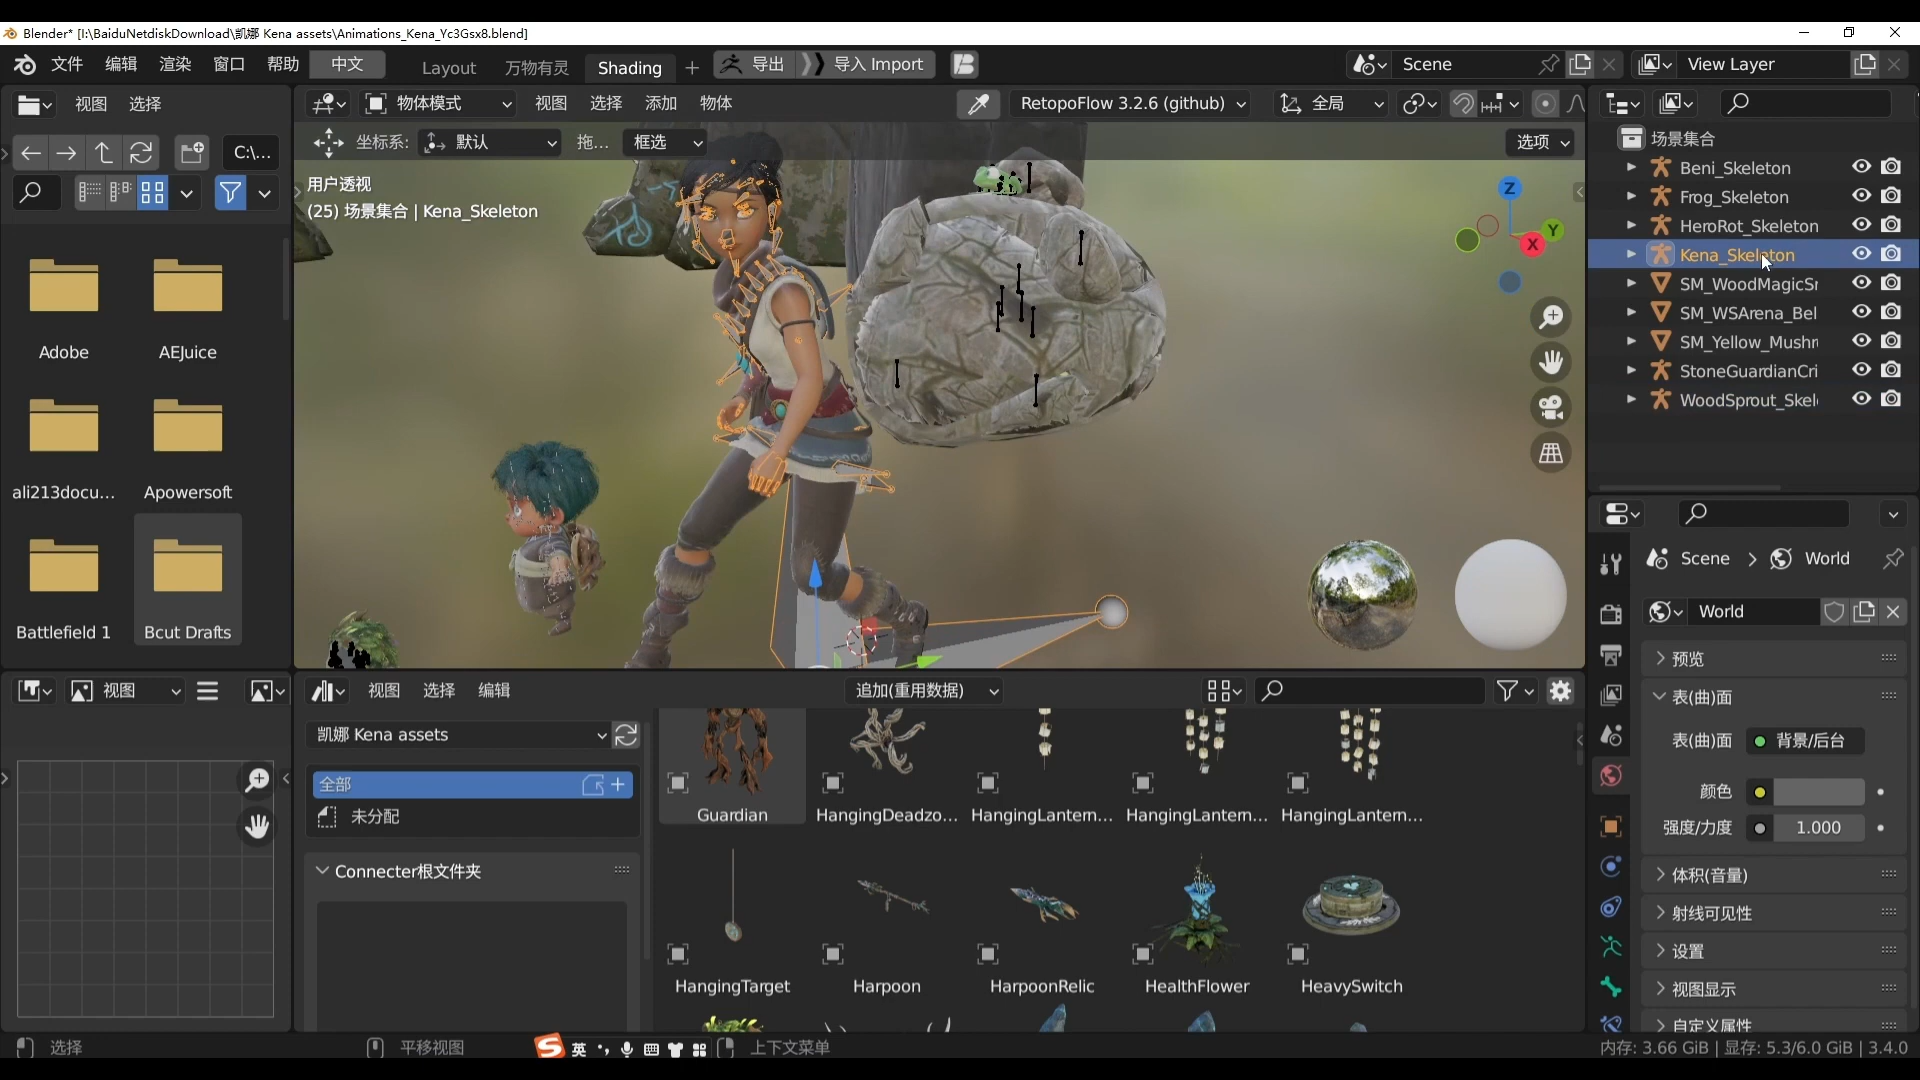 Blender* [I:\BaiduNetdiskDownload\凯娜 Kena assets\Animations_Kena_Yc3Gsx8.blend]
文件 编辑 渲染 窗口 帮助 中文 Layout 万物有灵 Shading 导出 导入 Import Scene View Layer
视图 选择 物体模式 视图 选择 添加 物体 RetopoFlow 3.2.6 (github) 全局
C:\... 坐标系: 默认 拖... 框选 选项
用户透视
(25) 场景集合 | Kena_Skeleton
Z
Y
X
Adobe AEJuice
ali213docu... Apowersoft
Battlefield 1 Bcut Drafts
场景集合
Beni_Skeleton
Frog_Skeleton
HeroRot_Skeleton
Kena_Skeleton
SM_WoodMagicSr
SM_WSArena_Bel
SM_Yellow_Mushr
StoneGuardianCri
WoodSprout_Skel
Scene World
World
预览
表(曲)面
表(曲)面 背景/后台
颜色
强度/力度 1.000
体积(音量)
射线可见性
设置
视图显示
自定义属性
视图 视图 选择 编辑 追加(重用数据)
凯娜 Kena assets
全部
未分配
Connecter根文件夹
Guardian HangingDeadzo... HangingLantern... HangingLantern... HangingLantern...
HangingTarget Harpoon HarpoonRelic HealthFlower HeavySwitch
选择 平移视图 英 上下文菜单 内存: 3.66 GiB | 显存: 5.3/6.0 GiB | 3.4.0